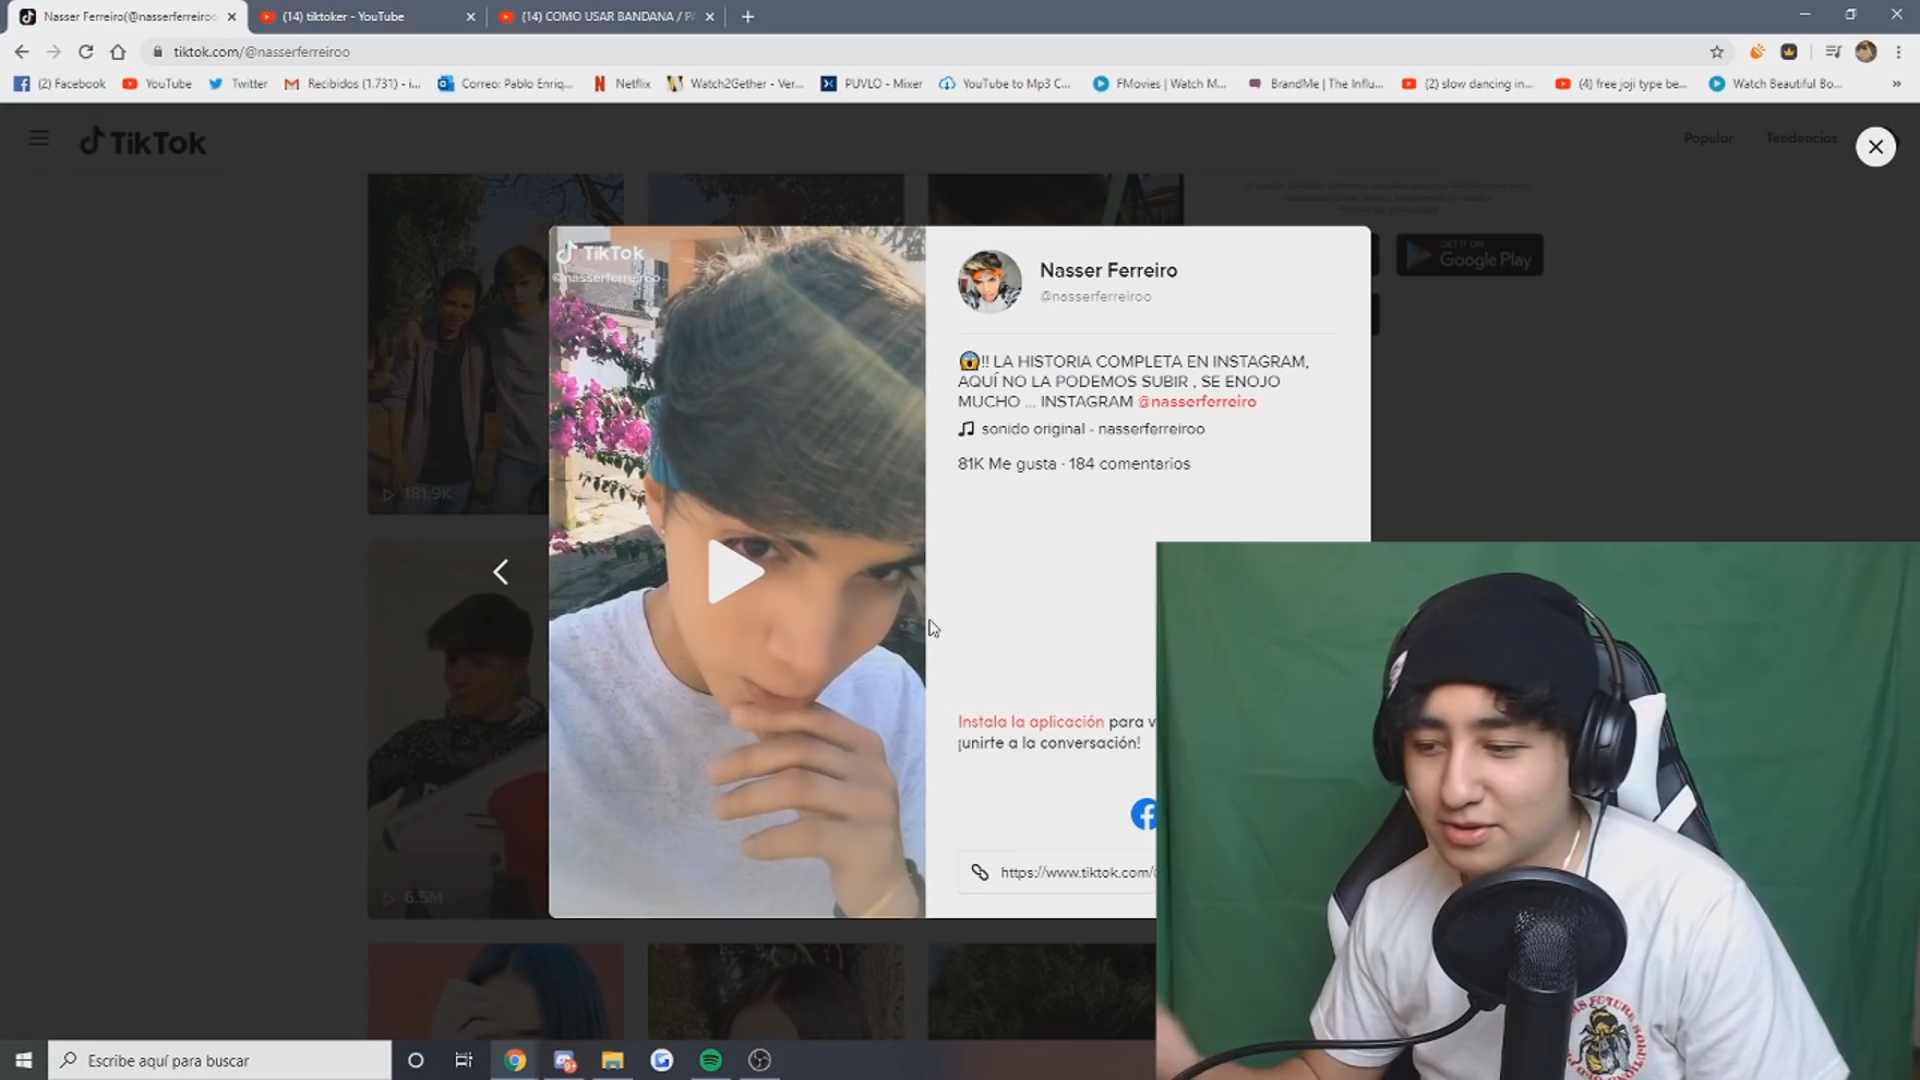 Nasser Ferreiro(@nasserferreiroo
(14) tiktoker - YouTube
(14) COMO USAR BANDANA / P
tiktok.com/@nasserferreiroo
(2) Facebook
YouTube
Twitter
Recibidos (1.731) - i...
Correo: Pablo Enriq...
Netflix
Watch2Gether - Ver...
PUVLO - Mixer
YouTube to Mp3 C...
FMovies | Watch M...
BrandMe | The Influ...
(2) slow dancing in...
(4) free joji type be...
Watch Beautiful Bo...
TikTok
Popular
Tendencias
GET IT ON
Google Play
TikTok
@nasserferreiroo
Nasser Ferreiro
@nasserferreiroo
!! LA HISTORIA COMPLETA EN INSTAGRAM,
AQUÍ NO LA PODEMOS SUBIR , SE ENOJO
MUCHO ... INSTAGRAM @nasserferreiro
sonido original - nasserferreiroo
81K Me gusta · 184 comentarios
181.9K
Instala la aplicación para v
¡unirte a la conversación!
https://www.tiktok.com/
6.5M
Escribe aquí para buscar